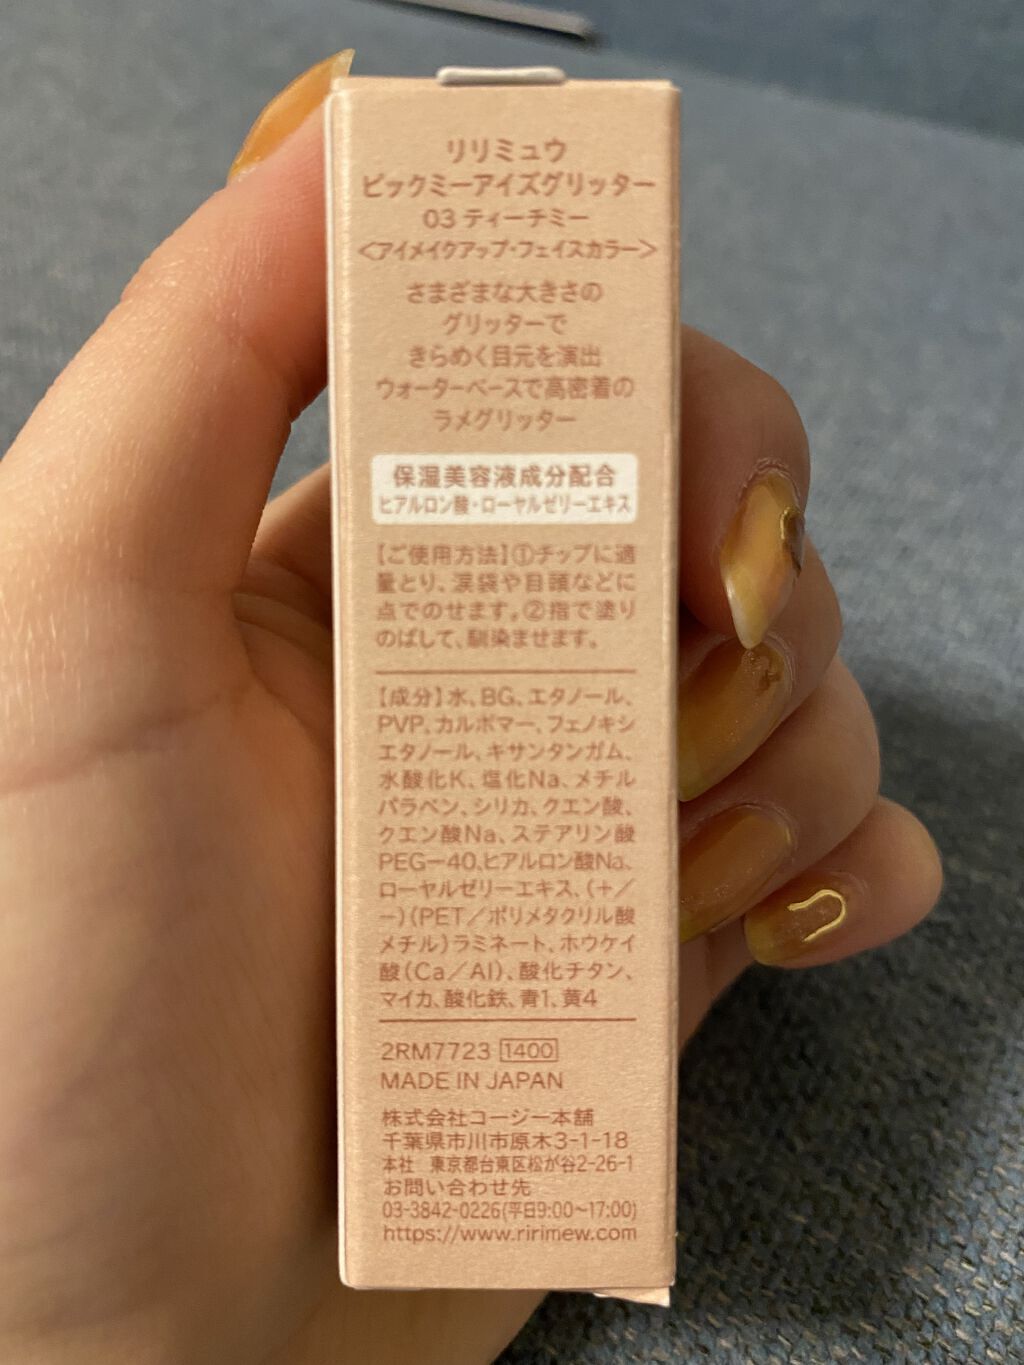 リリミュウ
ピックミーアイズグリッター
03 ティーチミー
<アイメイクアップ・フェイスカラー>
さまざまな大きさの
グリッターで
きらめく目元を演出
ウォーターベースで高密着の
ラメグリッター
保湿美容液成分配合
ヒアルロン酸・ローヤルゼリーエキス
【ご使用方法】①チップに適
量とり、涙袋や目頭などに
点でのせます。②指で塗り
のばして、馴染ませます。
【成分】水、BG、エタノール、
PVP、カルボマー、フェノキシ
エタノール、キサンタンガム、
水酸化K、塩化Na、メチル
パラベン、シリカ、クエン酸、
クエン酸Na、ステアリン酸
PEG−40、ヒアルロン酸Na、
ローヤルゼリーエキス、(+／
−)(PET／ポリメタクリル酸
メチル)ラミネート、ホウケイ
酸(Ca／Al)、酸化チタン、
マイカ、酸化鉄、青1、黄4
2RM7723 1400
MADE IN JAPAN
株式会社コージー本舗
千葉県市川市原木3-1-18
本社 東京都台東区松が谷2-26-1
お問い合わせ先
03-3842-0226(平日9:00〜17:00)
https://www.ririmew.com